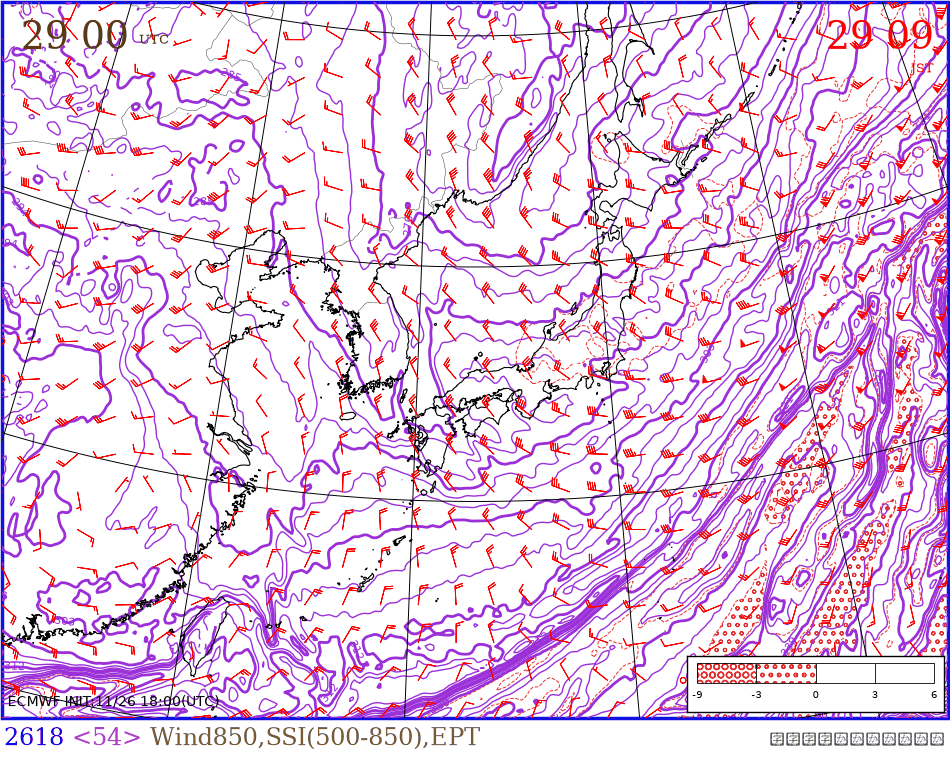 29 00 UTC
29 09
JST
ECMWF INIT:11/26 18:00(UTC)
-9 -3 0 3 6
2618 <54> Wind850,SSI(500-850),EPT